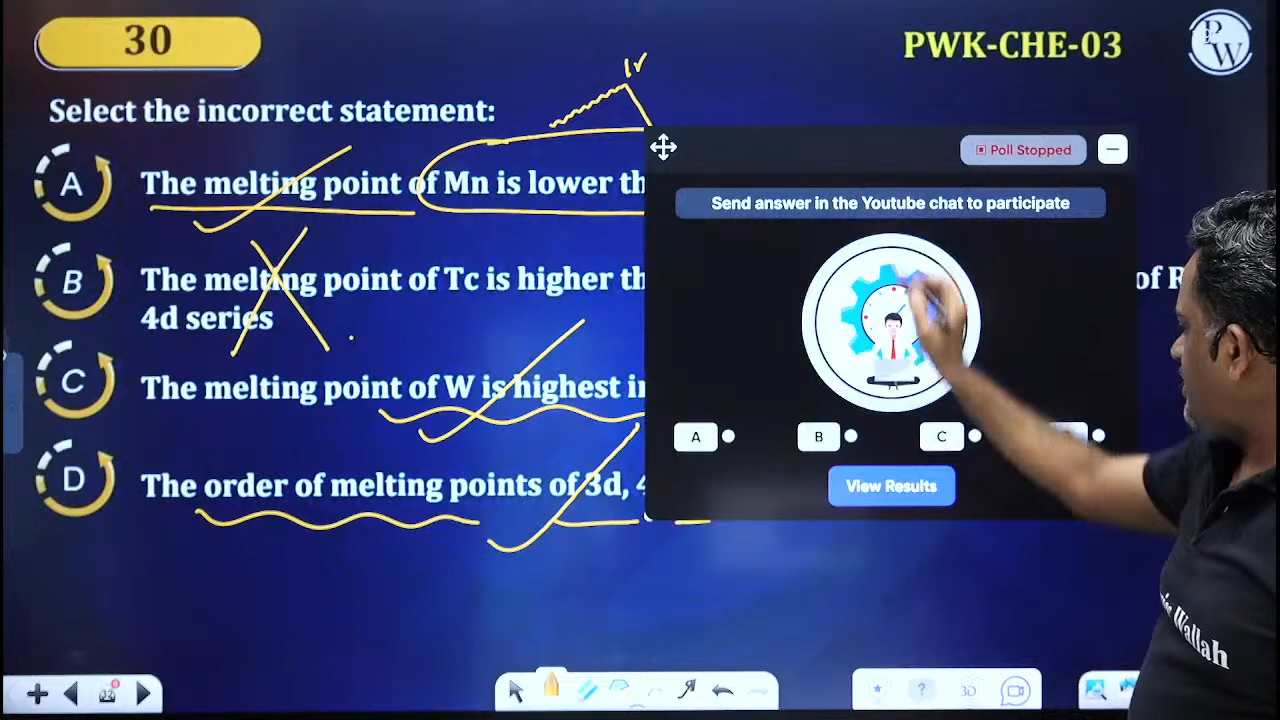 30
PWK-CHE-03
P
W
Select the incorrect statement:
A
The melting point of Mn is lower th
B
The melting point of Tc is higher th
of R
4d series
C
The melting point of W is highest in
D
The order of melting points of 3d, 4
Poll Stopped
Send answer in the Youtube chat to participate
A
B
C
View Results
Wallah
3D